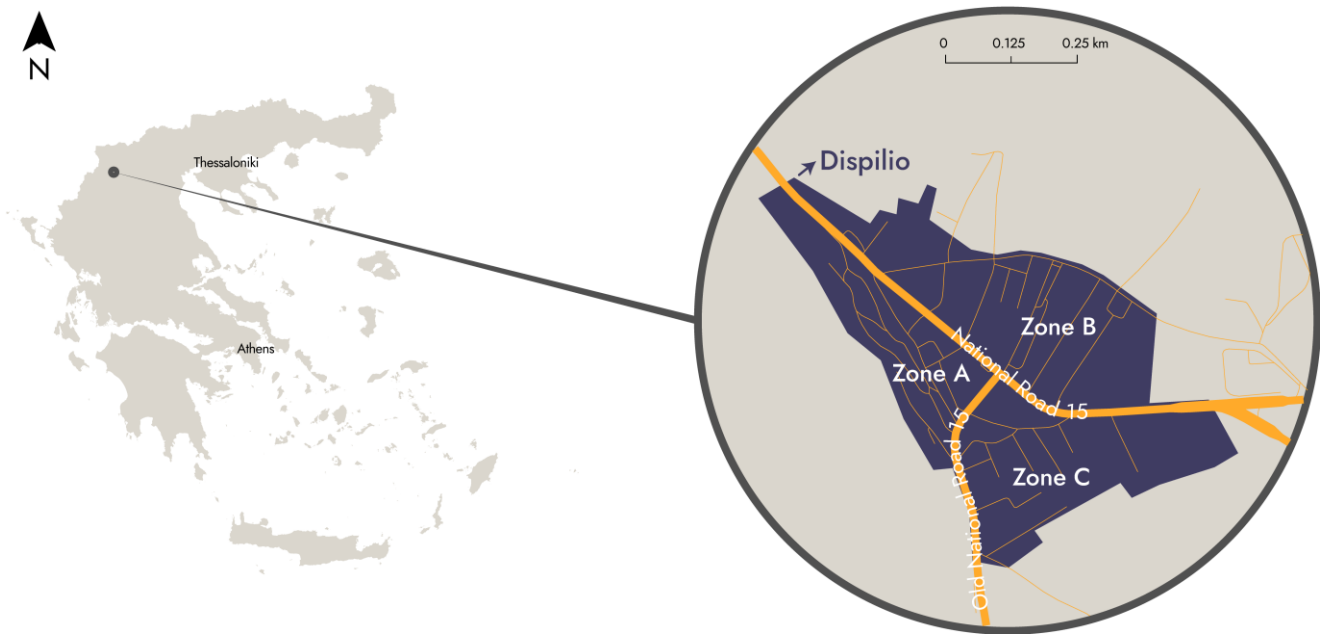 N
Thessaloniki
Athens
0 0.125 0.25 km
Dispilio
Zone B
Zone A
National Road 15
Old National Road 15
Zone C